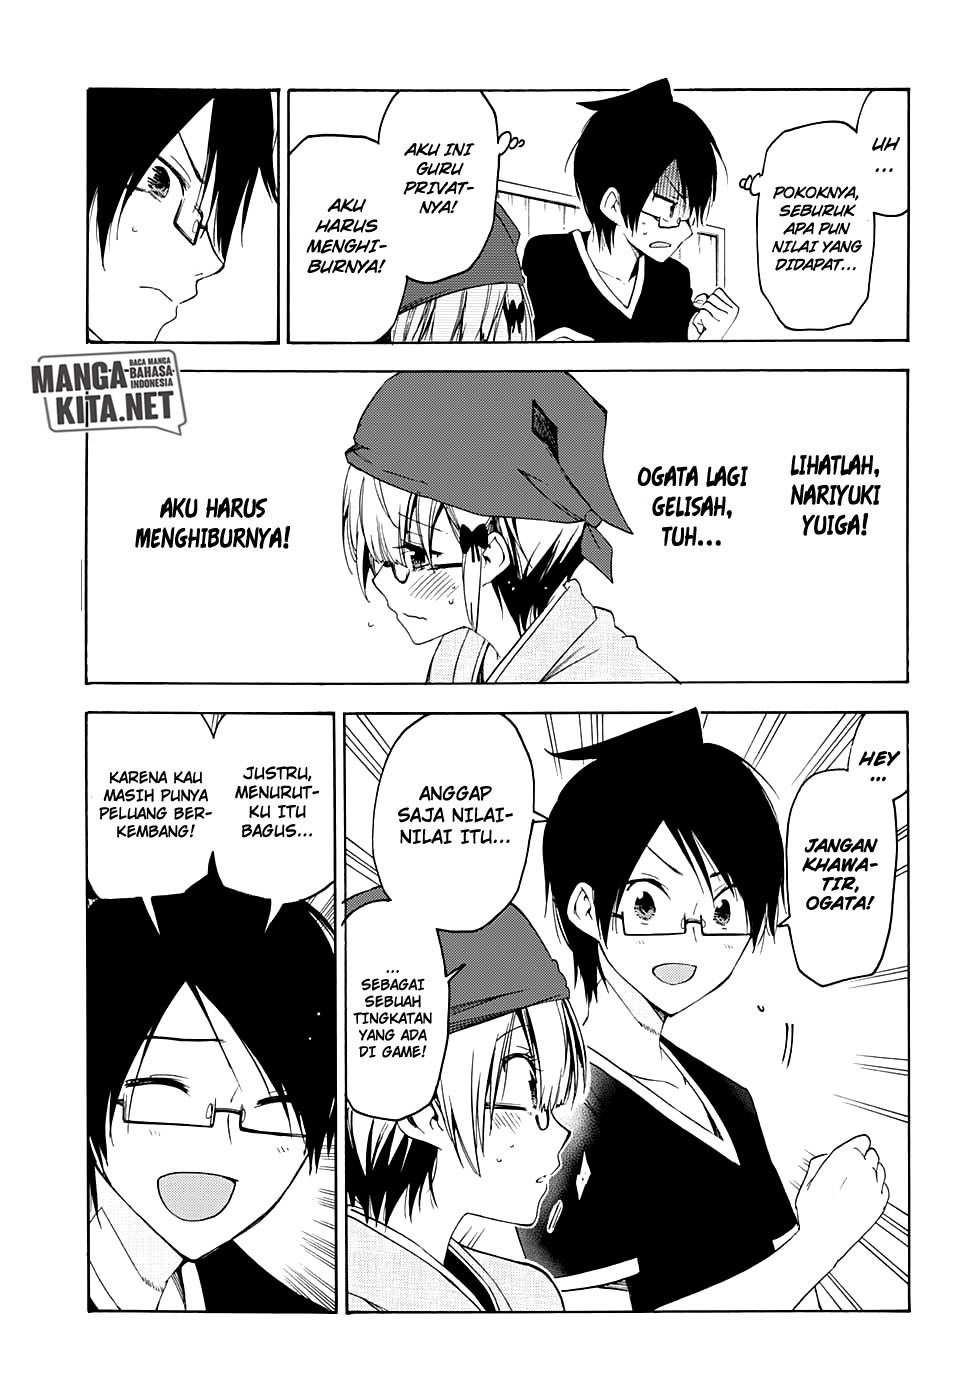 UH
...
POKOKNYA,
SEBURUK
APA PUN
NILAI YANG
DIDAPAT...
AKU INI
GURU
PRIVAT-
NYA!
AKU
HARUS
MENGHI-
BURNYA!
MANGA
KITA.NET
BACA MANGA
BAHASA
INDONESIA
LIHATLAH,
NARIYUKI
YUIGA!
OGATA LAGI
GELISAH,
TUH...
AKU HARUS
MENGHIBURNYA!
HEY
...
JANGAN
KHAWA-
TIR,
OGATA!
ANGGAP
SAJA NILAI-
NILAI ITU...
...
SEBAGAI
SEBUAH
TINGKATAN
YANG ADA
DI GAME!
JUSTRU,
MENURUT-
KU ITU
BAGUS...
KARENA KAU
MASIH PUNYA
PELUANG BER-
KEMBANG!